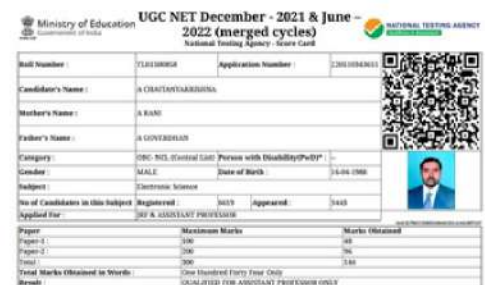 Ministry of Education
Government of India
UGC NET December - 2021 & June –
2022 (merged cycles)
National Testing Agency - Score Card
NATIONAL TESTING AGENCY
Roll Number : Application Number :
Candidate's Name : A CHAITANYAKRISHNA
Mother's Name : A RANI
Father's Name : A GOVERDHAN
Category : OBC- NCL (Central List) Person with Disability(PwD)* : --
Gender : MALE Date of Birth : 16-04-1988
Subject : Electronic Science
No of Candidates in this Subject Registered : Appeared :
Applied For : JRF & ASSISTANT PROFESSOR
Paper Maximum Marks Marks Obtained
Paper-1 : 100 48
Paper-2 : 200 96
Total : 300 144
Total Marks Obtained in Words : One Hundred Forty Four Only
Result : QUALIFIED FOR ASSISTANT PROFESSOR ONLY